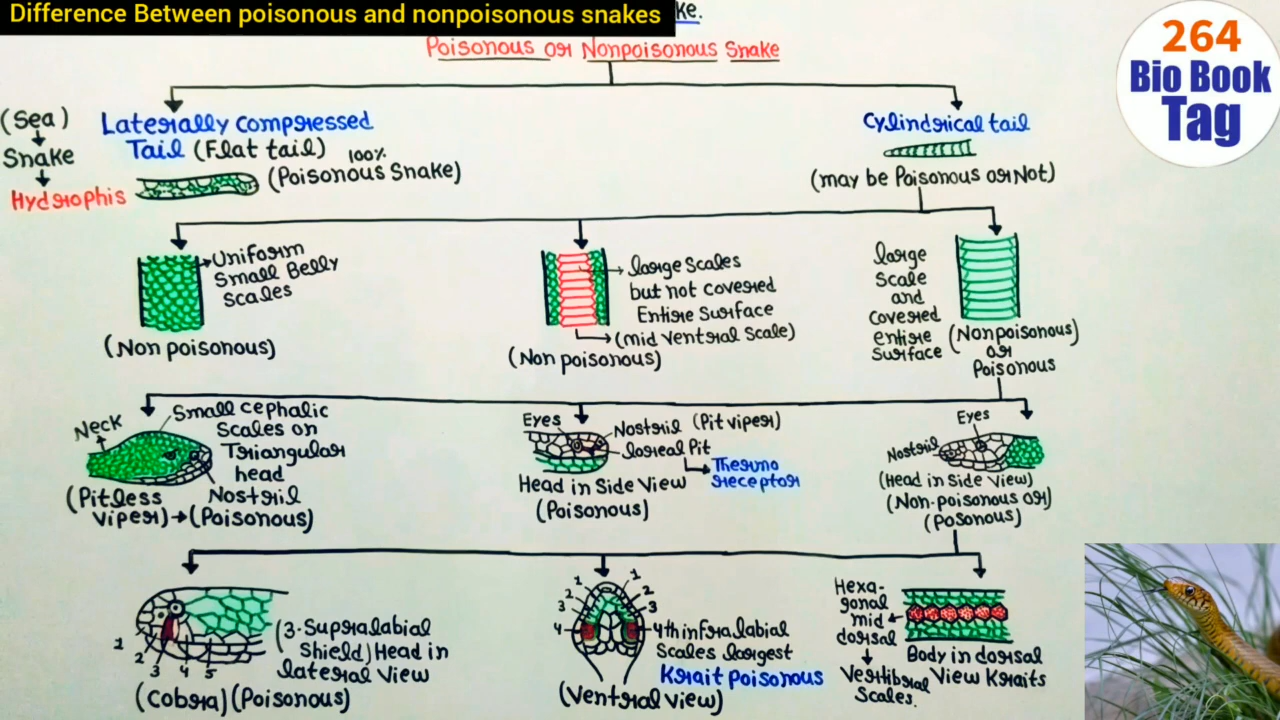 Difference Between poisonous and nonpoisonous snakes
ke.
264
Bio Book
Tag
Poisonous or Nonpoisonous Snake
(Sea)
Snake
Hydrophis
Laterally compressed
Tail (Flat tail)
100%
(Poisonous Snake)
Cylindrical tail
(may be Poisonous or Not)
Uniform
Small Belly
Scales
(Non poisonous)
large Scales
but not covered
Entire Surface
(mid ventral Scale)
(Non poisonous)
large
Scale
and
covered
entire
Surface
(Nonpoisonous)
or
Poisonous
Neck
Small cephalic
Scales on
Triangular
head
Nostril
(Pitless
viper)→(Poisonous)
Eyes
Nostril (Pit viper)
loreal Pit
Thermo
receptor
Head in Side View
(Poisonous)
Eyes
Nostril
(Head in Side View)
(Non-poisonous or)
(Posonous)
1
2
3
4
5
(3-Supralabial
Shield) Head in
lateral View
(Cobra) (Poisonous)
1
1
2
2
3
3
4
4th infralabial
Scales largest
Krait Poisonous
(Ventral View)
Hexa-
gonal
mid
dorsal
Vertibral
Scales.
Body in dorsal
View Kraits